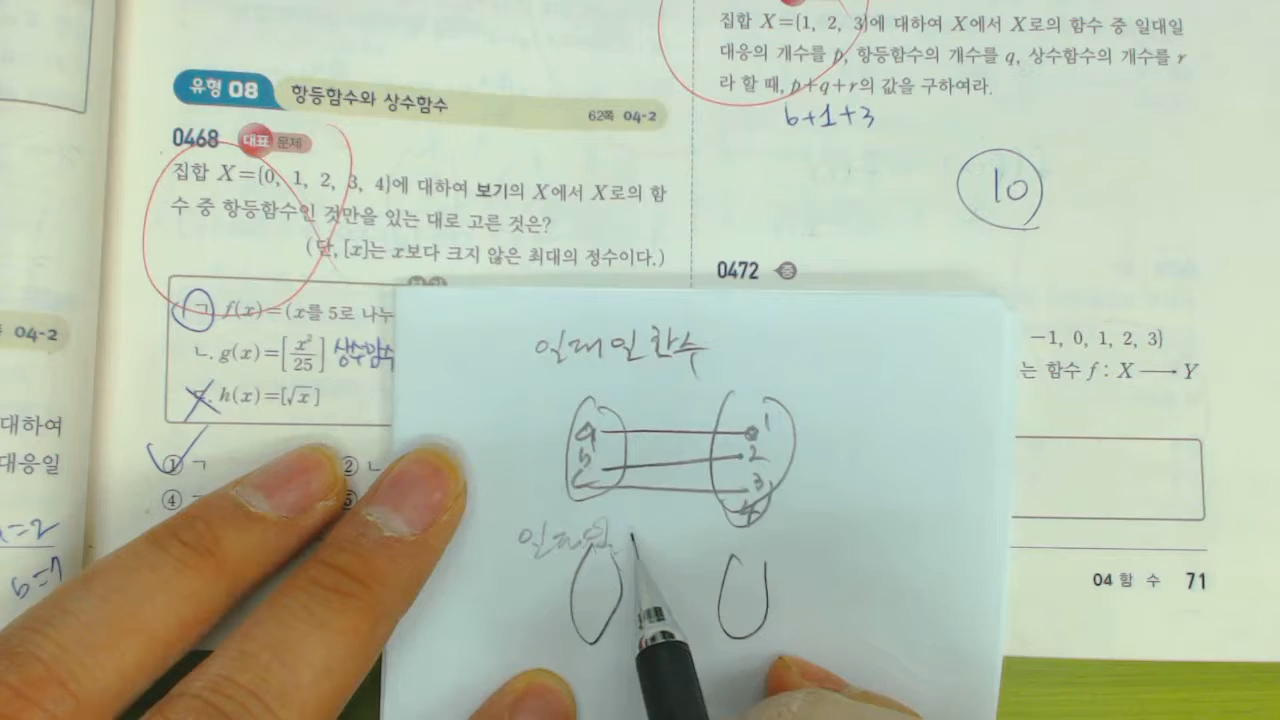 04-2
대하여
대응일
=2
유형 08 항등함수와 상수함수
62쪽 04-2
0468 대표 문제
집합 X={0, 1, 2, 3, 4}에 대하여 보기의 X에서 X로의 함
수 중 항등함수인 것만을 있는 대로 고른 것은?
(단, [x]는 x보다 크지 않은 최대의 정수이다.)
ㄱ. f(x)=(x를 5로 나누
ㄴ. g(x)=[x²/25] 상수함수
ㄷ. h(x)=[√x]
① ㄱ ② ㄴ
④ ⑤
집합 X={1, 2, 3}에 대하여 X에서 X로의 함수 중 일대일
대응의 개수를 p, 항등함수의 개수를 q, 상수함수의 개수를 r
라 할 때, p+q+r의 값을 구하여라.
6+1+3
10
0472 중
-1, 0, 1, 2, 3}
는 함수 f : X → Y
04 함 수 71
일대일함수
a 1
b 2
c 3
4
일대일